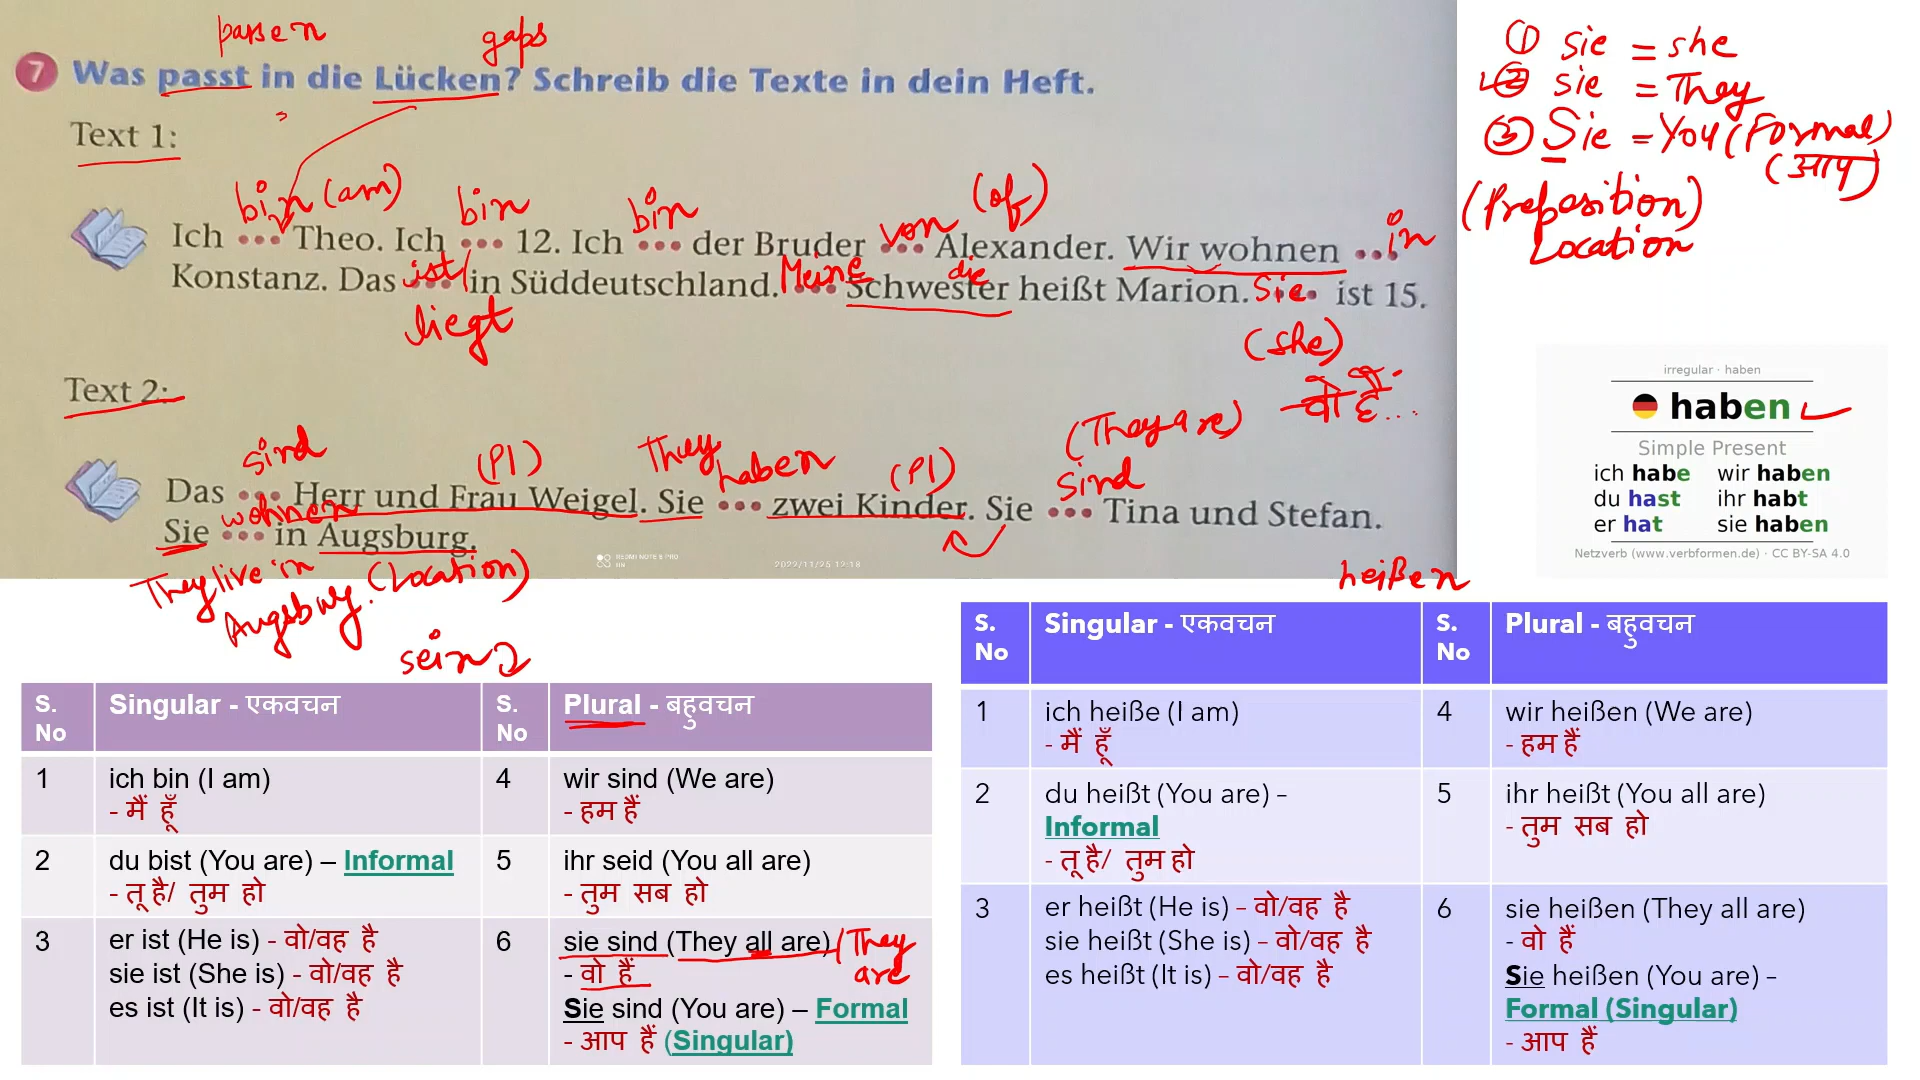 passen
gaps
7 Was passt in die Lücken? Schreib die Texte in dein Heft.
Text 1:
bin (am) bin bin von (of) in
Ich ••• Theo. Ich ••• 12. Ich ••• der Bruder ••• Alexander. Wir wohnen •••
ist/ Meine die Sie
Konstanz. Das ••• in Süddeutschland. ••• Schwester heißt Marion. ••• ist 15.
liegt
(she)
वो है...
Text 2:
sind (Pl) They haben (Pl) (They are) sind
Das ••• Herr und Frau Weigel. Sie ••• zwei Kinder. Sie ••• Tina und Stefan.
wohnen
Sie ••• in Augsburg.
They live in Augsburg. (Location)
REDMI NOTE 8 PRO
2022/11/25 12:18
① sie = she
② sie = They
③ Sie = You (Formal)
(आप)
(Preposition)
Location
irregular · haben
haben
Simple Present
ich habe wir haben
du hast ihr habt
er hat sie haben
Netzverb (www.verbformen.de) · CC BY-SA 4.0
sein
S. No Singular - एकवचन S. No Plural - बहुवचन
1 ich bin (I am) 4 wir sind (We are)
- मैं हूँ - हम हैं
2 du bist (You are) – Informal 5 ihr seid (You all are)
- तू है/ तुम हो - तुम सब हो
3 er ist (He is) - वो/वह है 6 sie sind (They all are) (They are
sie ist (She is) - वो/वह है - वो हैं
es ist (It is) - वो/वह है Sie sind (You are) – Formal
- आप हैं (Singular)
heißen
S. No Singular - एकवचन S. No Plural - बहुवचन
1 ich heiße (I am) 4 wir heißen (We are)
- मैं हूँ - हम हैं
2 du heißt (You are) – 5 ihr heißt (You all are)
Informal - तुम सब हो
- तू है/ तुम हो
3 er heißt (He is) – वो/वह है 6 sie heißen (They all are)
sie heißt (She is) – वो/वह है - वो हैं
es heißt (It is) – वो/वह है Sie heißen (You are) –
Formal (Singular)
- आप हैं